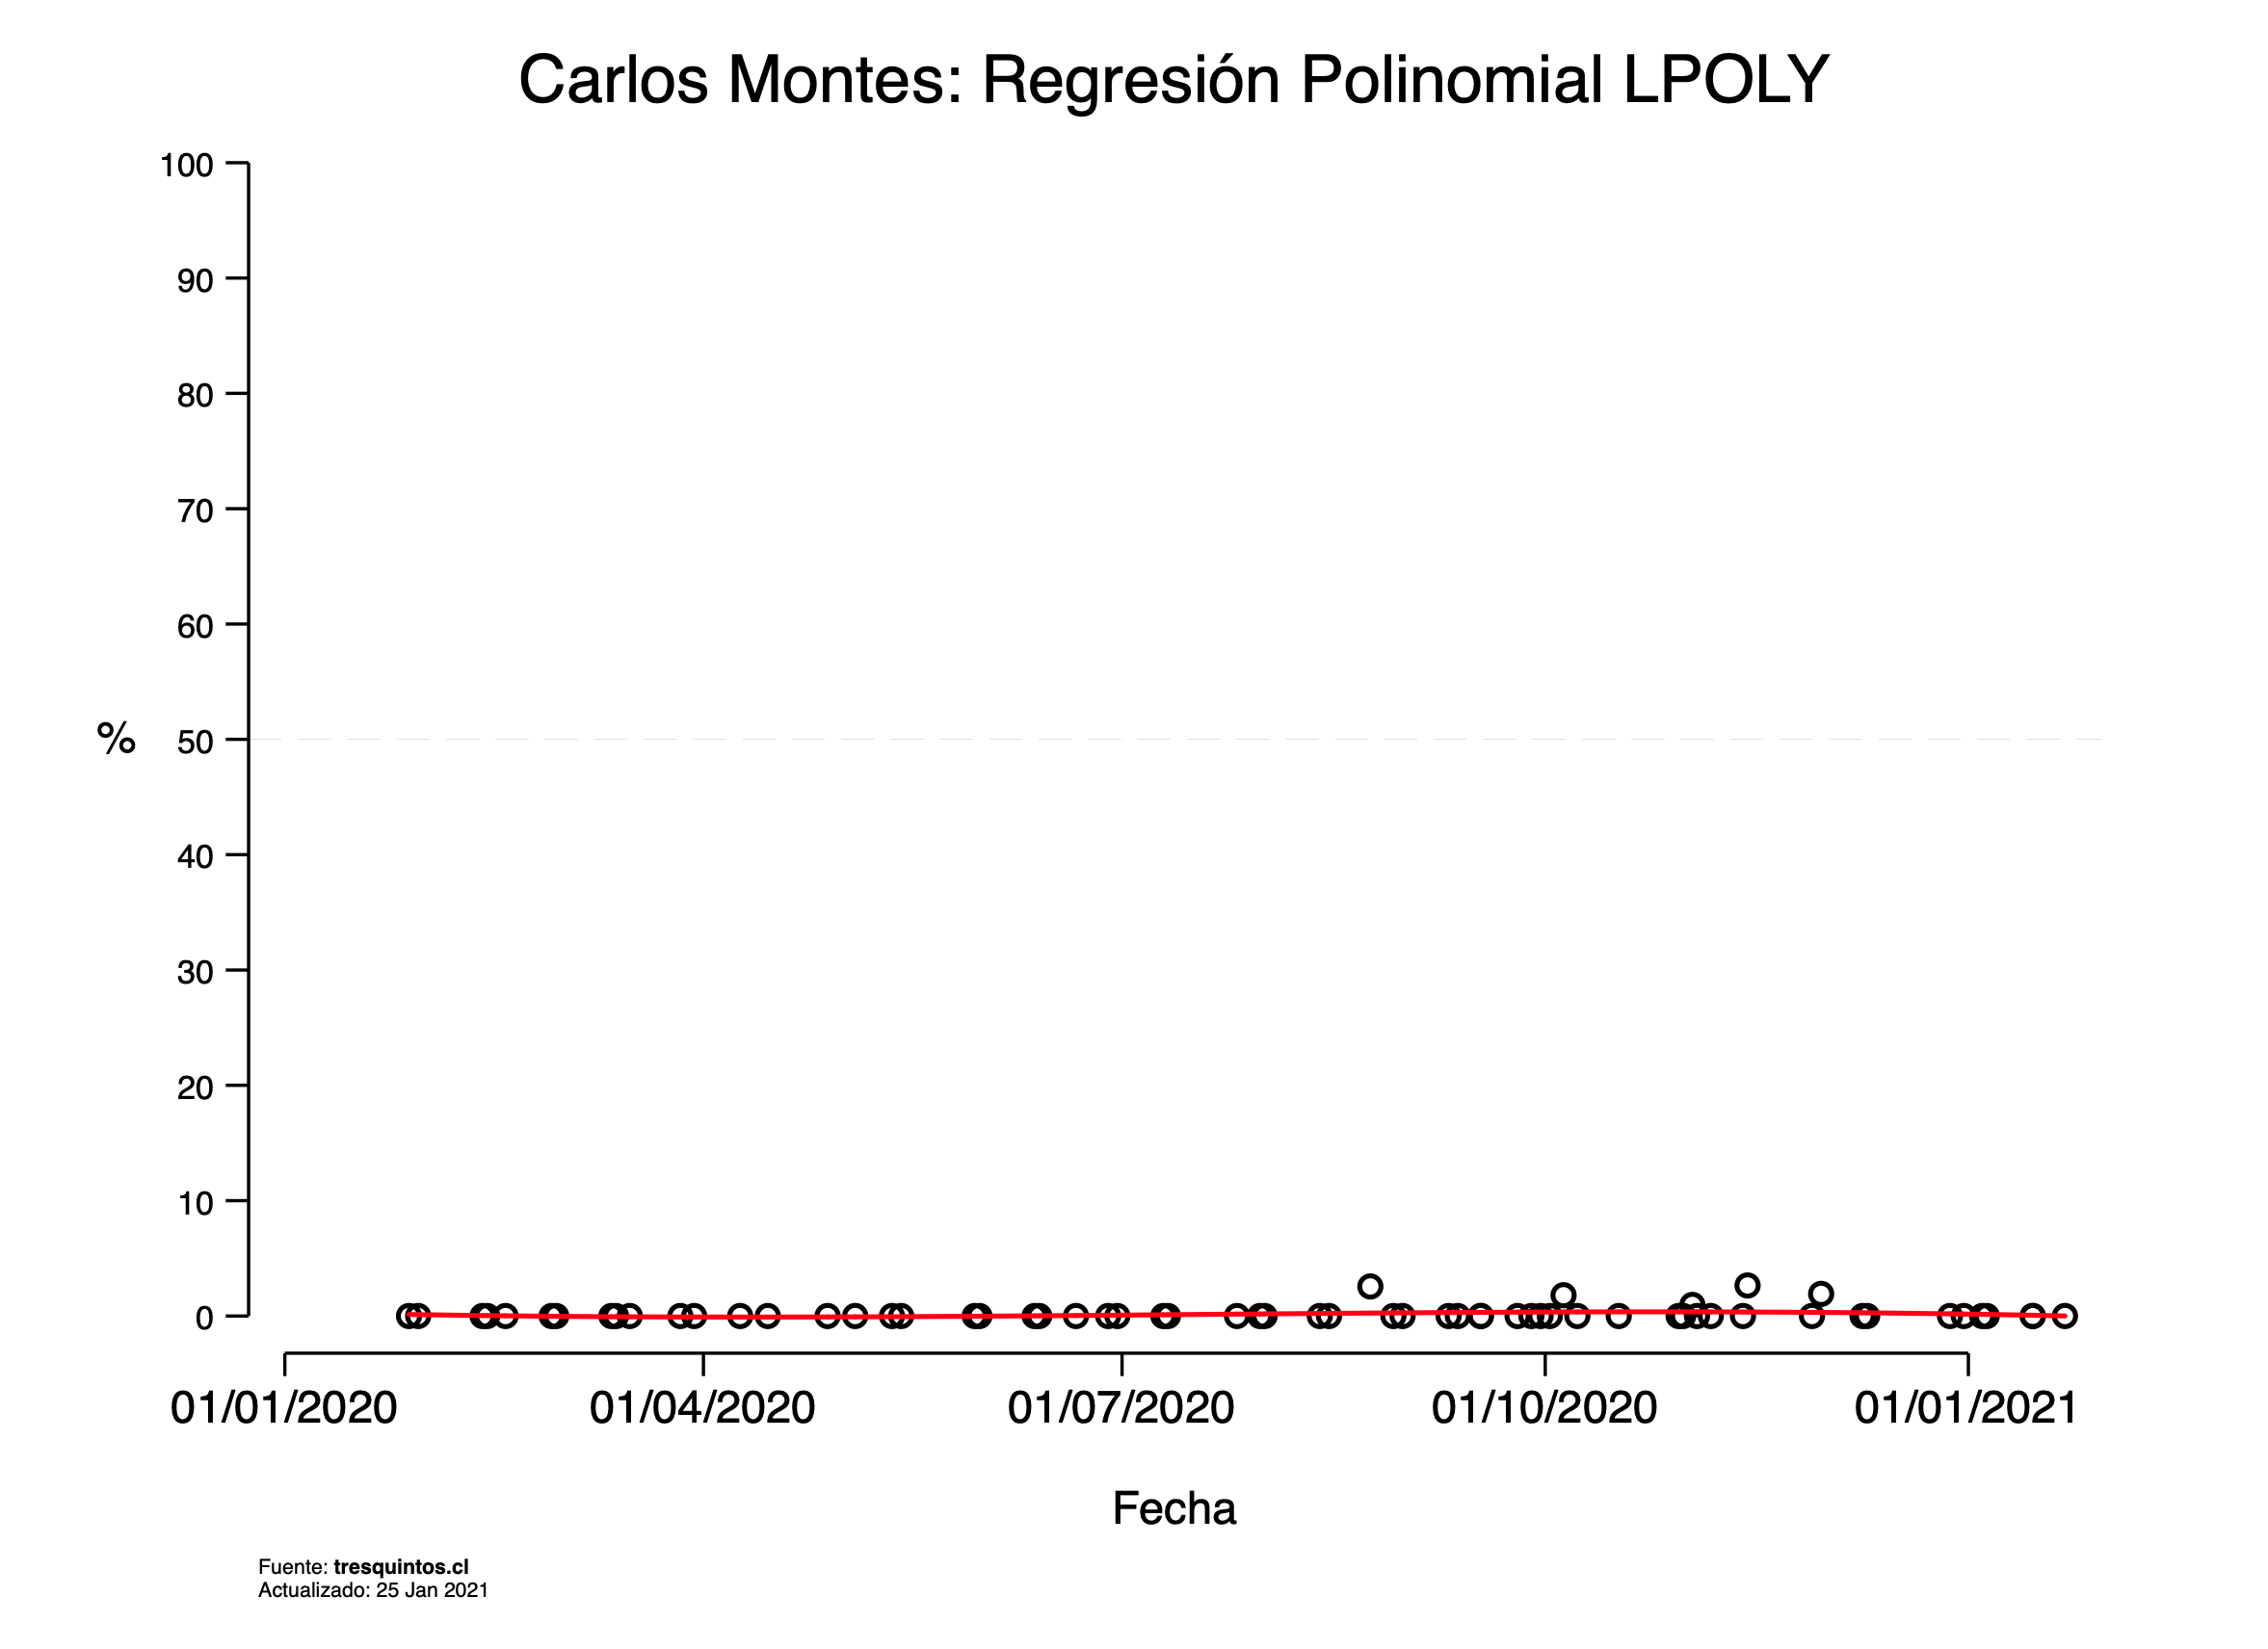 Carlos Montes: Regresión Polinomial LPOLY
100
90
80
70
60
50
40
30
20
10
0
%
01/01/2020 01/04/2020 01/07/2020 01/10/2020 01/01/2021
Fecha
Fuente: tresquintos.cl
Actualizado: 25 Jan 2021